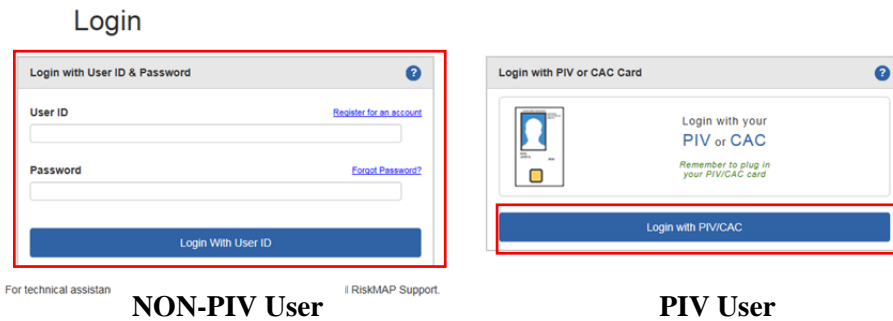 Login
Login with User ID & Password
?
User ID
Register for an account
Password
Forgot Password?
Login With User ID
Login with PIV or CAC Card
?
Login with your
PIV or CAC
Remember to plug in
your PIV/CAC card
Login with PIV/CAC
For technical RiskMAP Support.
NON-PIV User
PIV User